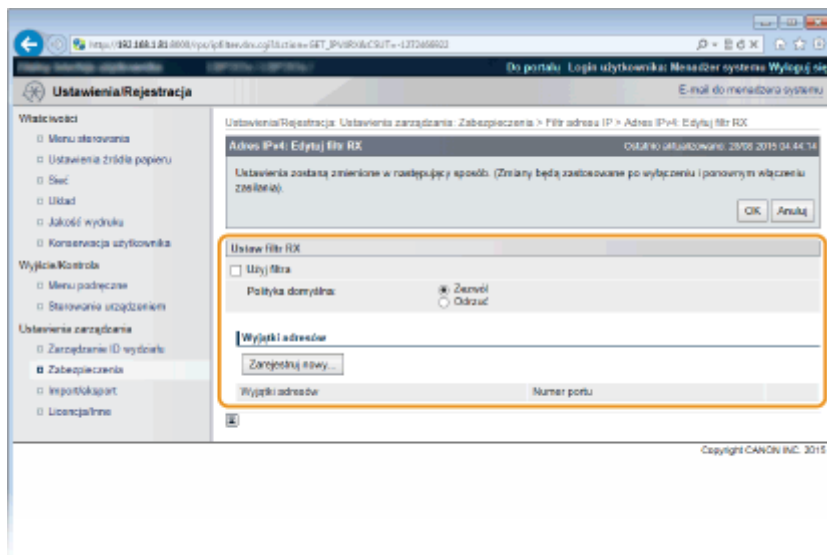 Do portalu Login użytkownika: Menedżer systemu Wyloguj się
Ustawienia/Rejestracja
E-mail do menadżera systemu
Właściwości
Menu sterowania
Ustawienia źródła papieru
Sieć
Układ
Jakość wydruku
Konserwacja użytkownika
Wyjście/Kontrola
Menu podręczne
Sterowanie urządzeniem
Ustawienia zarządzania
Zarządzanie ID wydziału
Zabezpieczenia
Import/eksport
Licencja/Inne
Ustawienia/Rejestracja: Ustawienia zarządzania: Zabezpieczenia > Filtr adresu IP > Adres IPv4: Edytuj filtr RX
Adres IPv4: Edytuj filtr RX
Ostatnio aktualizowano: 28/08 2015 04:44:14
Ustawienia zostaną zmienione w następujący sposób. (Zmiany będą zastosowane po wyłączeniu i ponownym włączeniu
zasilania).
OK Anuluj
Ustaw filtr RX
Użyj filtra
Polityka domyślna:
Zezwól
Odrzuć
Wyjątki adresów
Zarejestruj nowy...
Wyjątki adresów
Numer portu
Copyright CANON INC. 2015